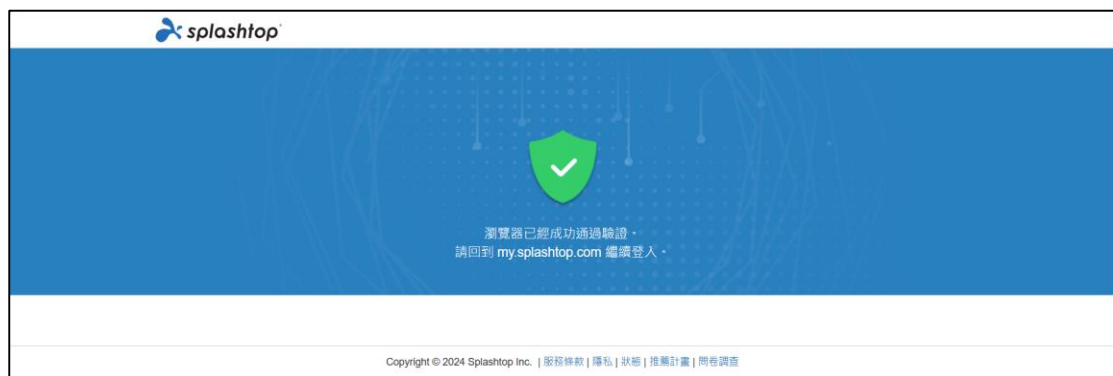 splashtop
瀏覽器已經成功通過驗證。
請回到 my.splashtop.com 繼續登入。
Copyright © 2024 Splashtop Inc. | 服務條款 | 隱私 | 狀態 | 推薦計畫 | 問卷調查